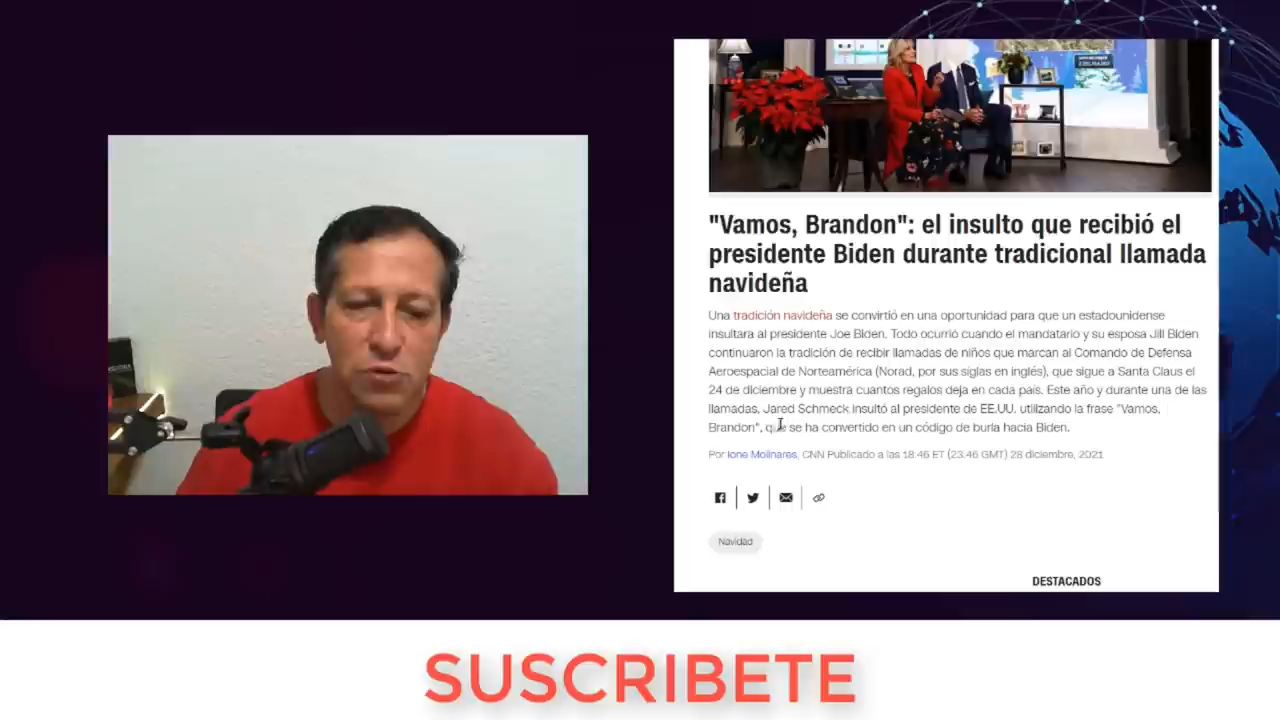 "Vamos, Brandon": el insulto que recibió el
presidente Biden durante tradicional llamada
navideña
Una tradición navideña se convirtió en una oportunidad para que un estadounidense
insultara al presidente Joe Biden. Todo ocurrió cuando el mandatario y su esposa Jill Biden
continuaron la tradición de recibir llamadas de niños que marcan al Comando de Defensa
Aeroespacial de Norteamérica (Norad, por sus siglas en inglés), que sigue a Santa Claus el
24 de diciembre y muestra cuantos regalos deja en cada país. Este año y durante una de las
llamadas, Jared Schmeck insultó al presidente de EE.UU. utilizando la frase "Vamos,
Brandon", que se ha convertido en un código de burla hacia Biden.
Por Ione Molinares, CNN Publicado a las 18:46 ET (23:46 GMT) 28 diciembre, 2021
Navidad
DESTACADOS
SUSCRIBETE